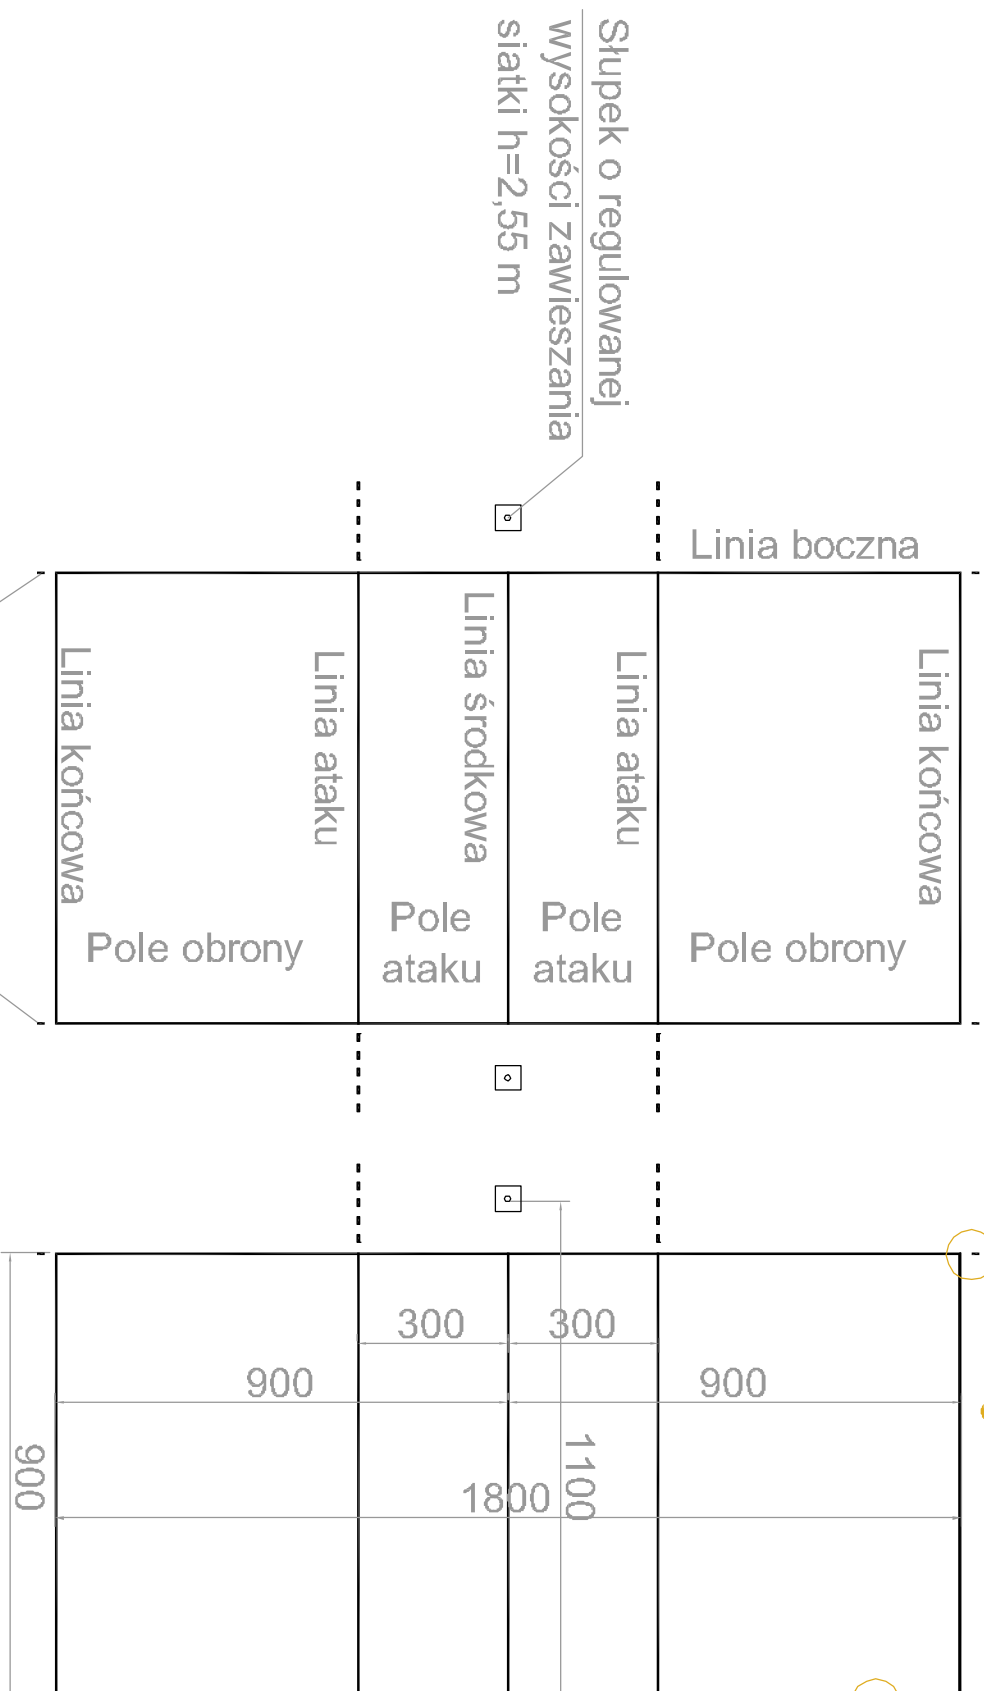 Słupek o regulowanej
wysokości zawieszania
siatki h=2,55 m
Linia boczna
Linia końcowa
Linia ataku
Linia środkowa
Linia ataku
Linia końcowa
Pole obrony
Pole
ataku
Pole
ataku
Pole obrony
300
300
900
900
900
1100
1800